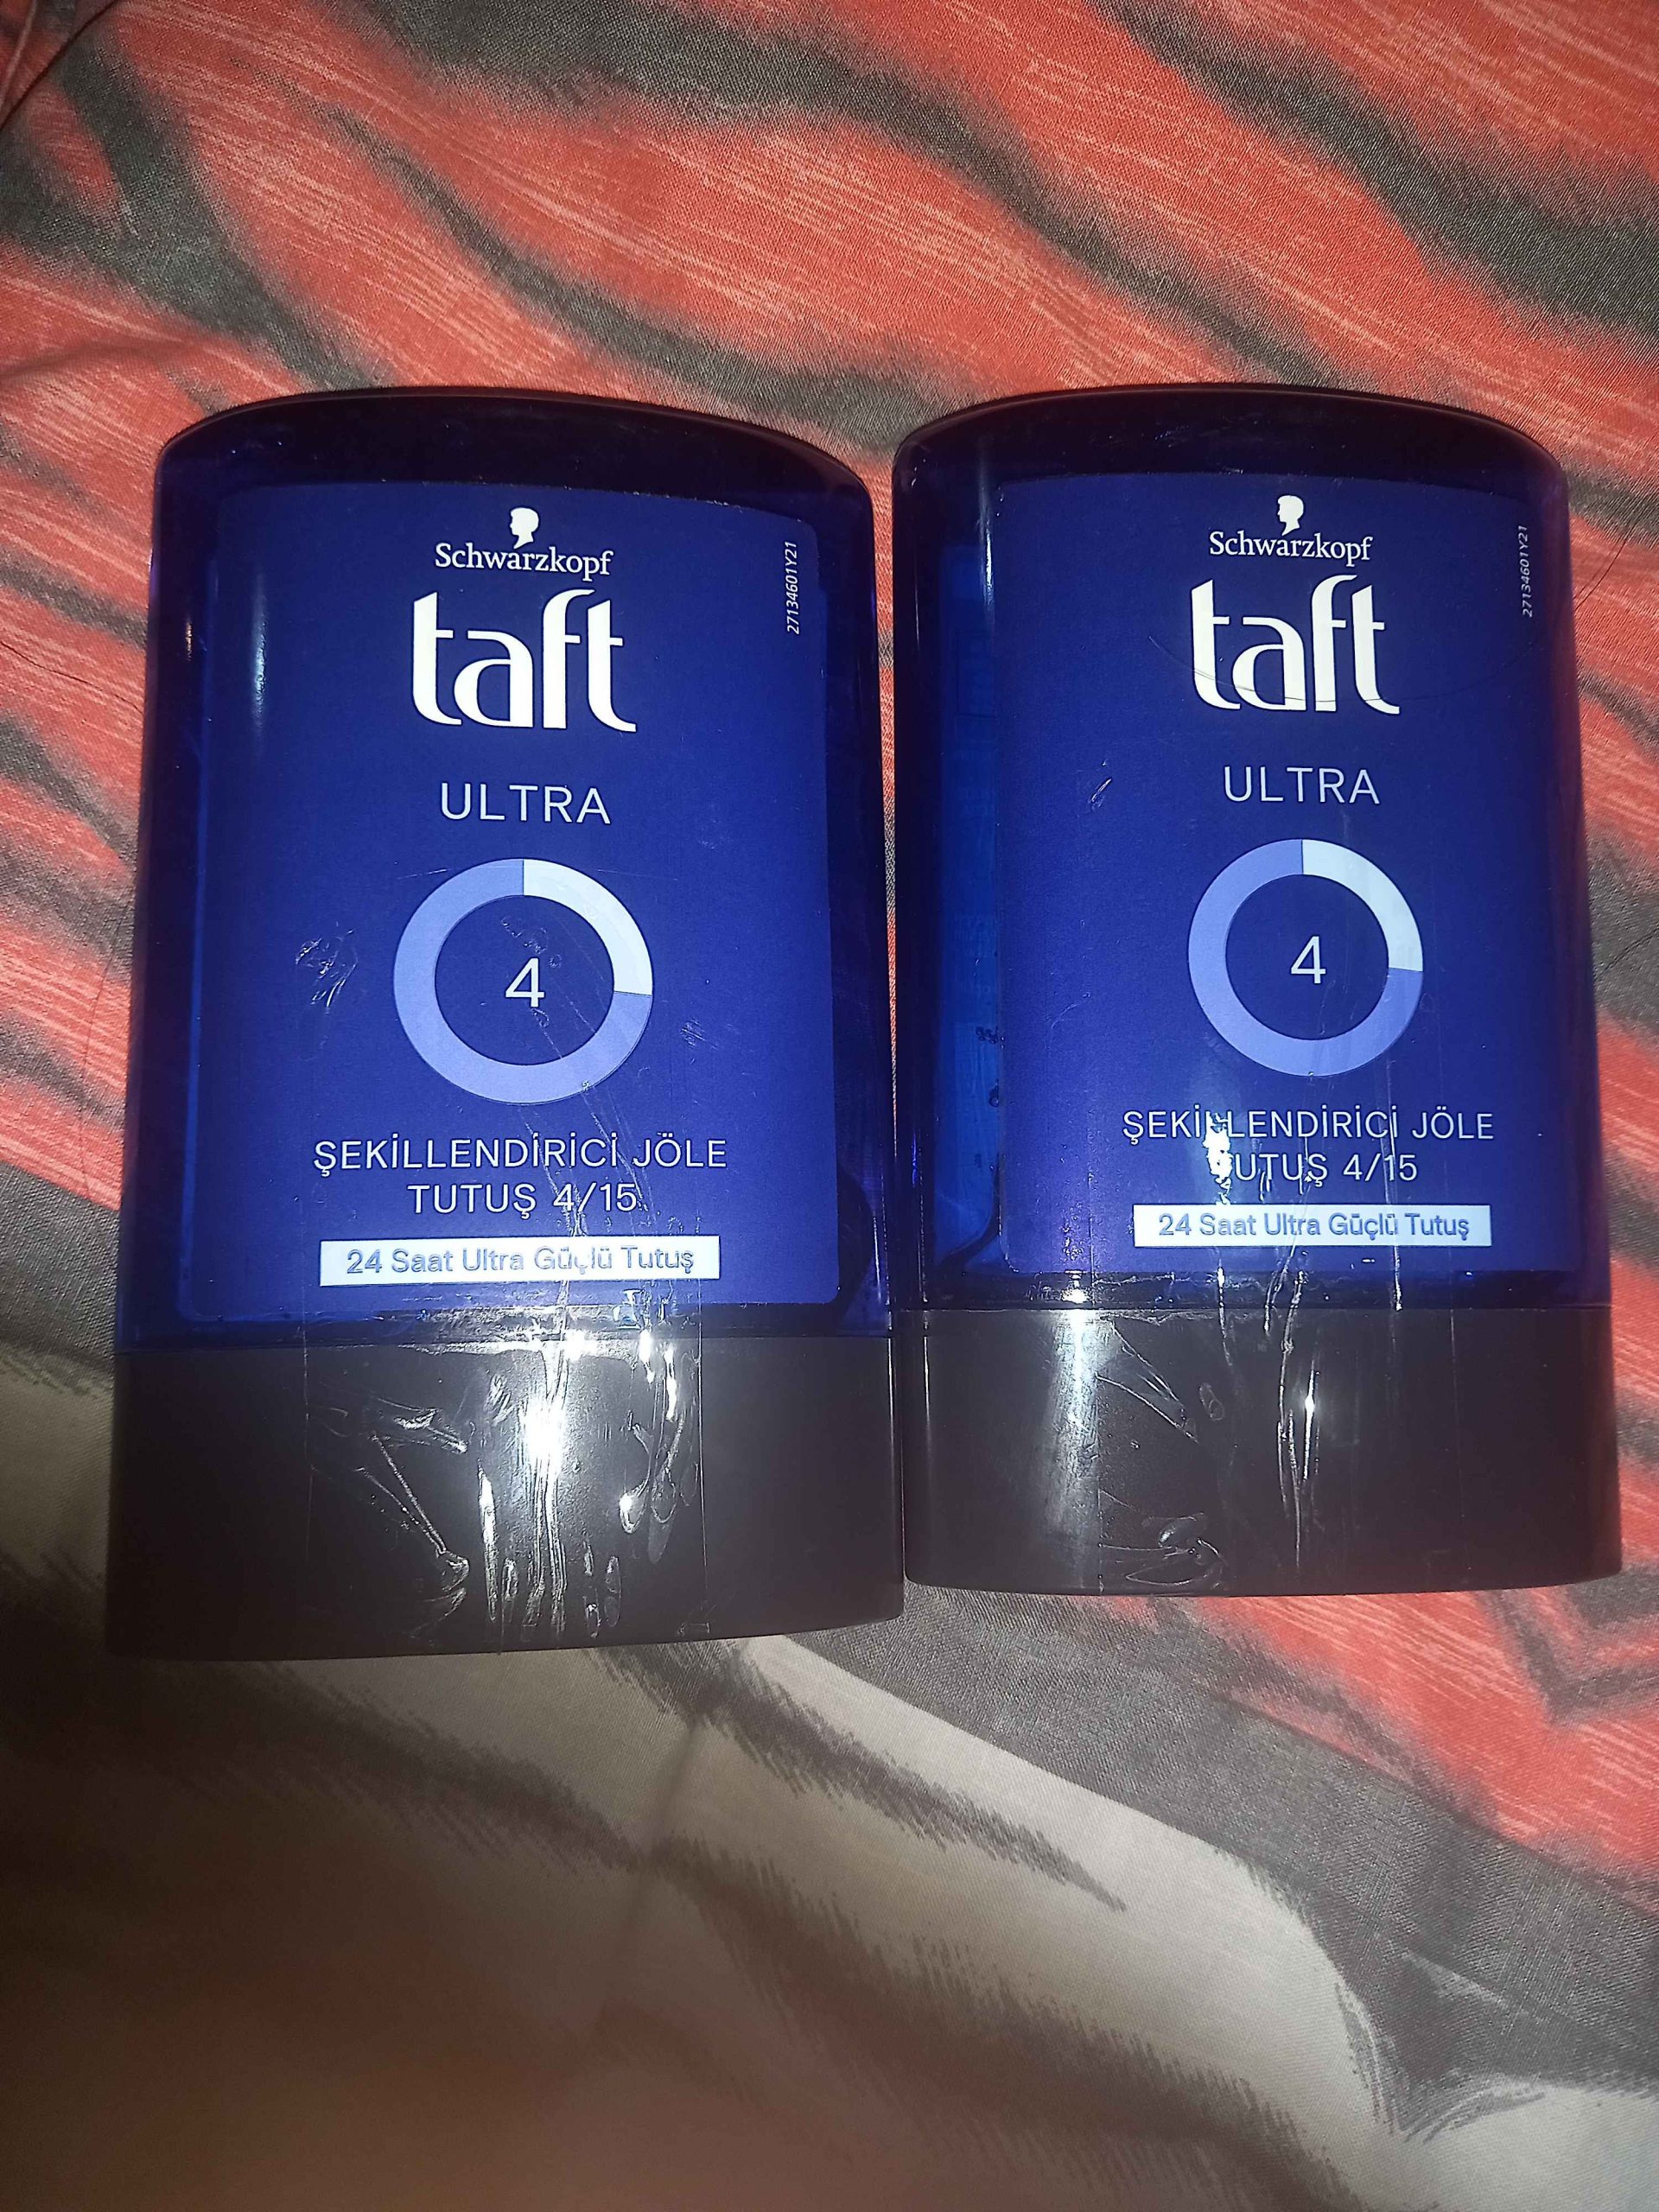 Schwarzkopf
taft
27134601Y21
ULTRA
4
ŞEKİLLENDİRİCİ JÖLE
TUTUŞ 4/15
24 Saat Ultra Güçlü Tutuş
Schwarzkopf
taft
27134601Y21
ULTRA
4
ŞEKİLLENDİRİCİ JÖLE
TUTUŞ 4/15
24 Saat Ultra Güçlü Tutuş